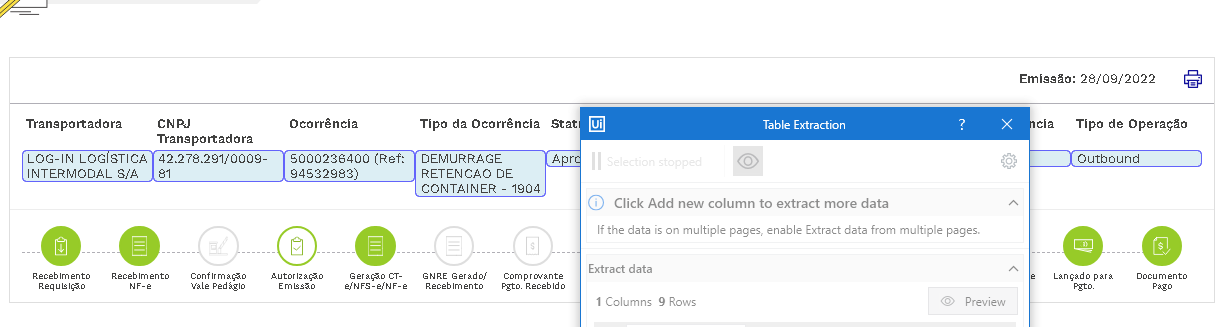 Emissão: 28/09/2022
Transportadora
CNPJ
Transportadora
Ocorrência
Tipo da Ocorrência
Tipo de Operação
LOG-IN LOGÍSTICA
INTERMODAL S/A
42.278.291/0009-
81
5000236400 (Ref:
94532983)
DEMURRAGE
RETENCAO DE
CONTAINER - 1904
Outbound
Ui
Table Extraction
?
Selection stopped
Click Add new column to extract more data
If the data is on multiple pages, enable Extract data from multiple pages.
Extract data
1 Columns 9 Rows
Preview
Recebimento
Requisição
Recebimento
NF-e
Confirmação
Vale Pedágio
Autorização
Emissão
Geração CT-
e/NFS-e/NF-e
GNRE Gerado/
Recebimento
Comprovante
Pgto. Recebido
Lançado para
Pgto.
Documento
Pago